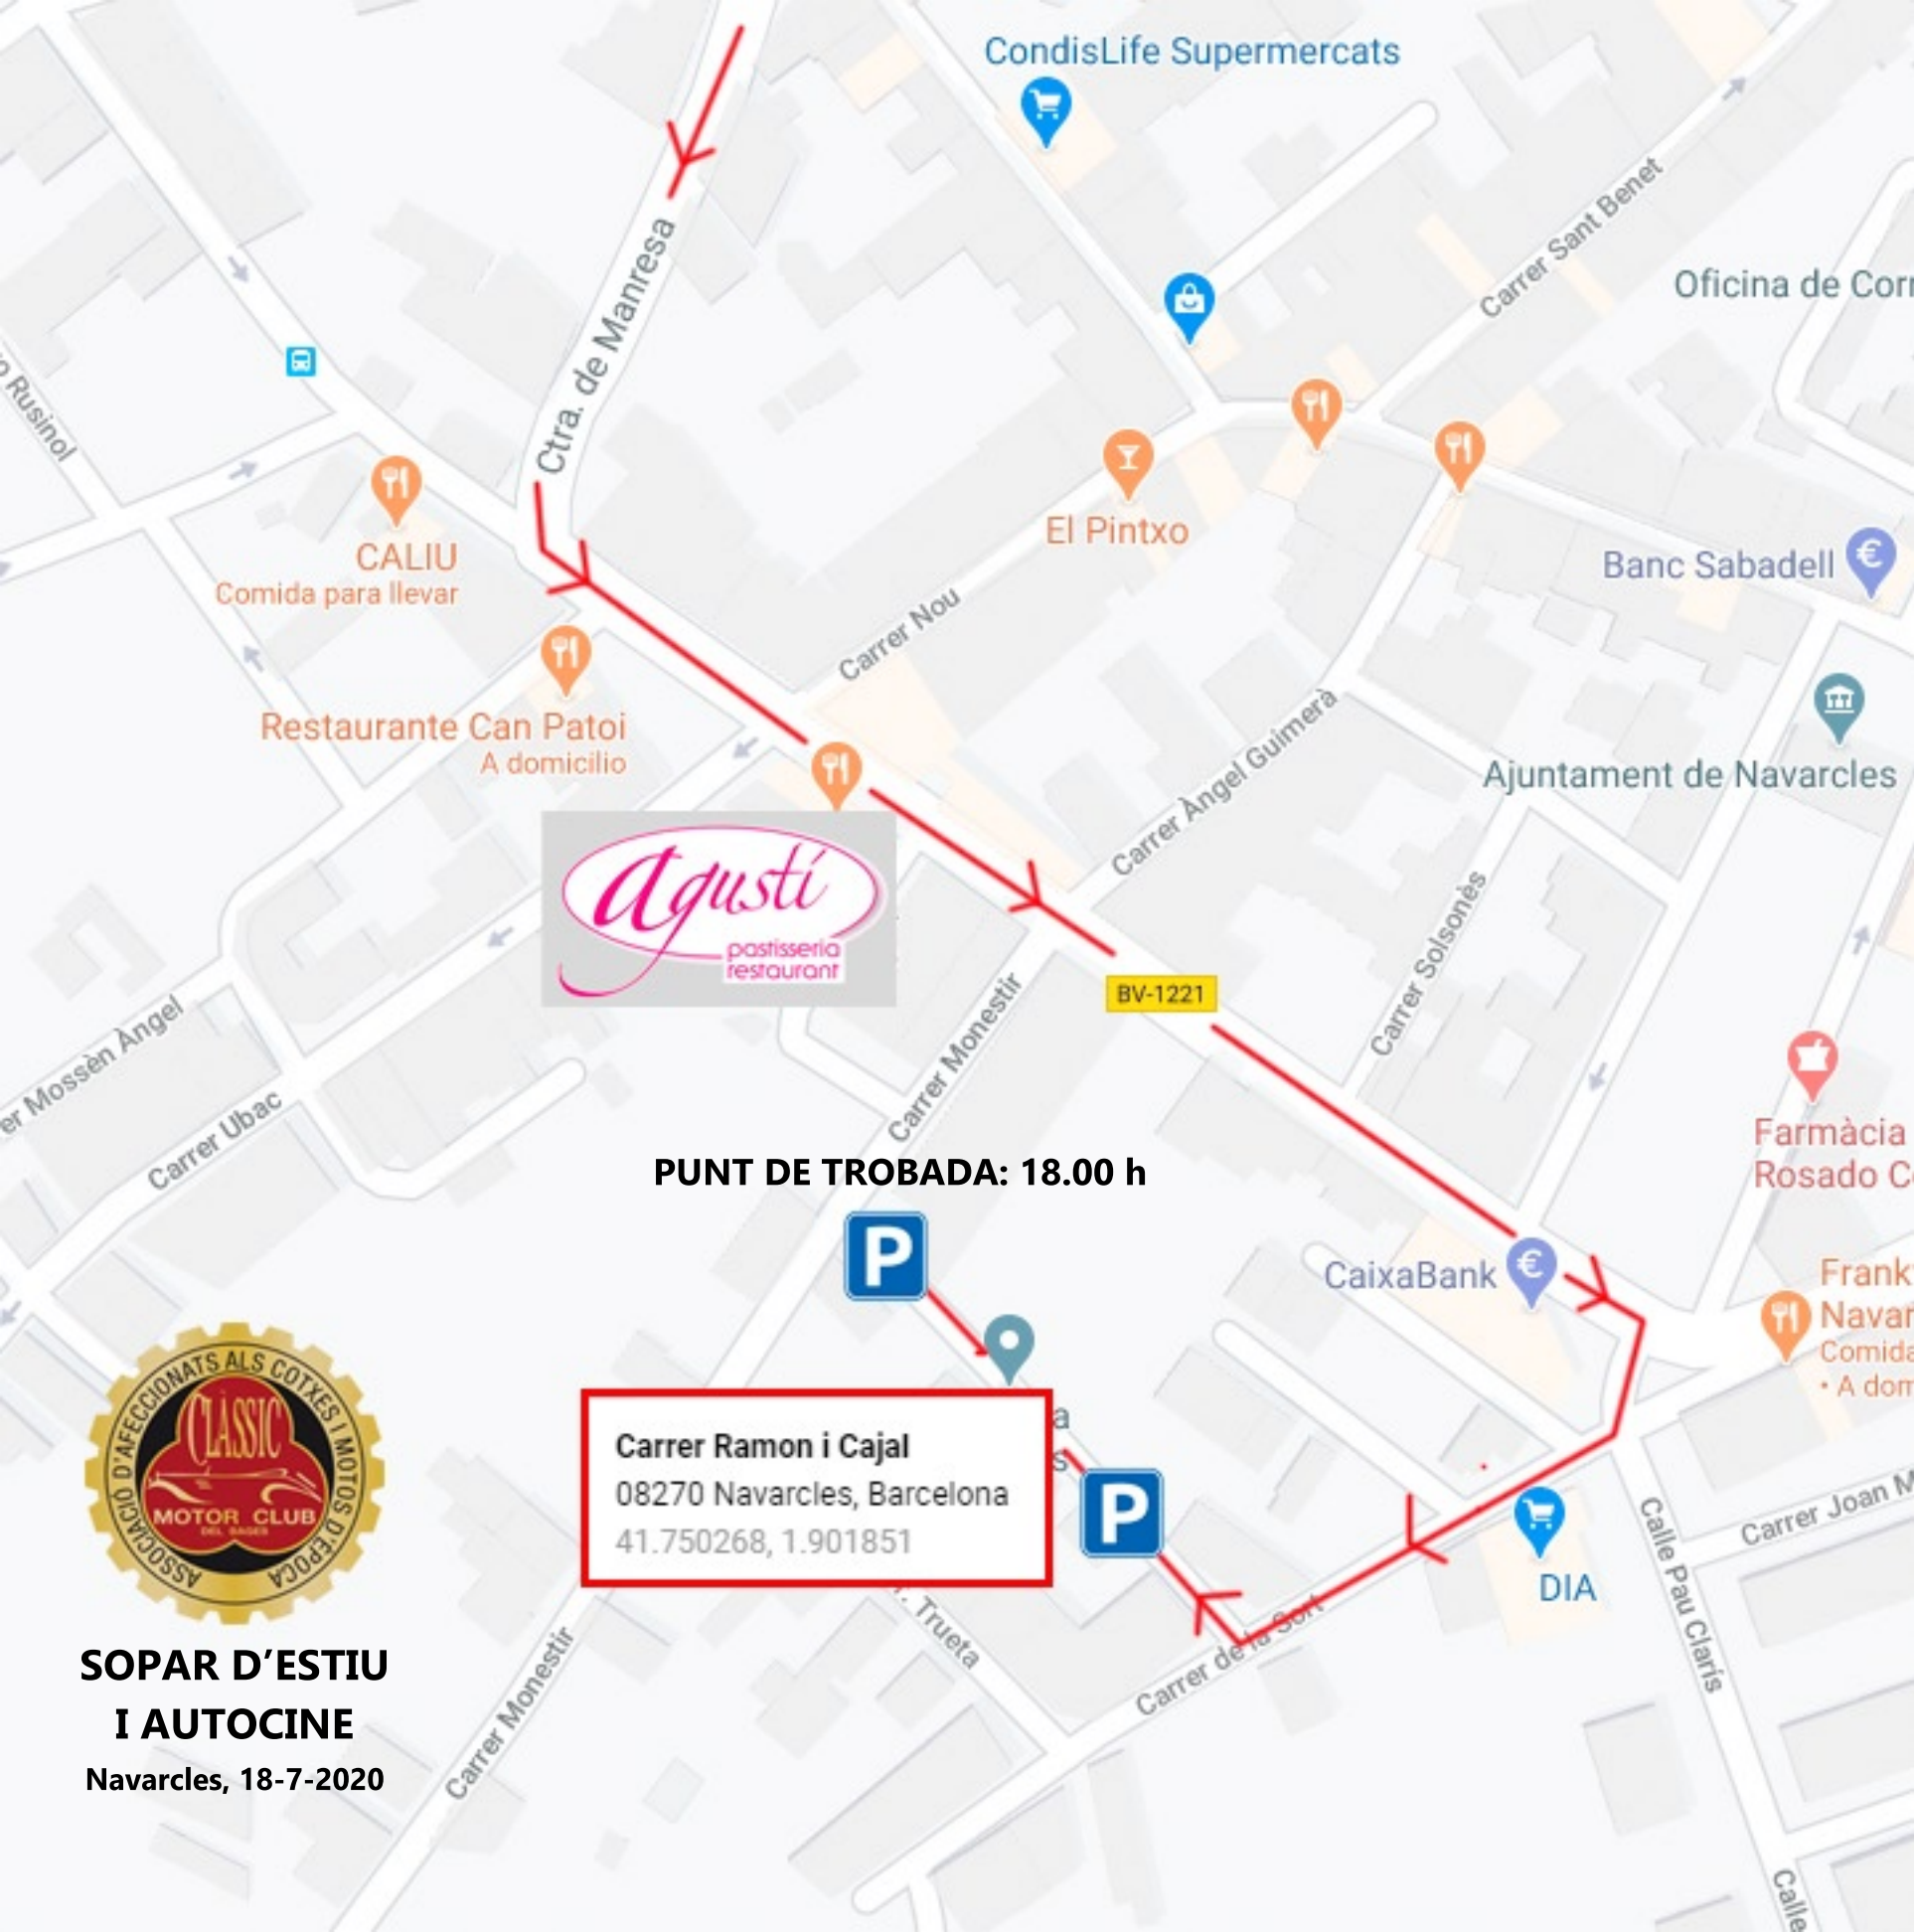 CondisLife Supermercats
Carrer Sant Benet
Oficina de Corr
Ctra. de Manresa
o Rusinol
CALIU
Comida para llevar
El Pintxo
Banc Sabadell
Carrer Nou
Restaurante Can Patoi
A domicilio
Carrer Àngel Guimerà
Ajuntament de Navarcles
agustí
pastisseria
restaurant
BV-1221
Carrer Solsonès
Carrer Monestir
er Mossèn Àngel
Carrer Ubac
Farmàcia
Rosado C
PUNT DE TROBADA: 18.00 h
P
CaixaBank
€
€
Frank
Navar
Comida
• A dom
Carrer Ramon i Cajal
08270 Navarcles, Barcelona
41.750268, 1.901851
a
s
P
DIA
Carrer Joan M
Calle Pau Clarís
. Trueta
Carrer de la Sort
Carrer Monestir
Calle
ASSOCIACIÓ D'AFECCIONATS ALS COTXES I MOTOS D'ÈPOCA
CLÀSSIC
MOTOR CLUB
DEL BAGES
SOPAR D'ESTIU
I AUTOCINE
Navarcles, 18-7-2020